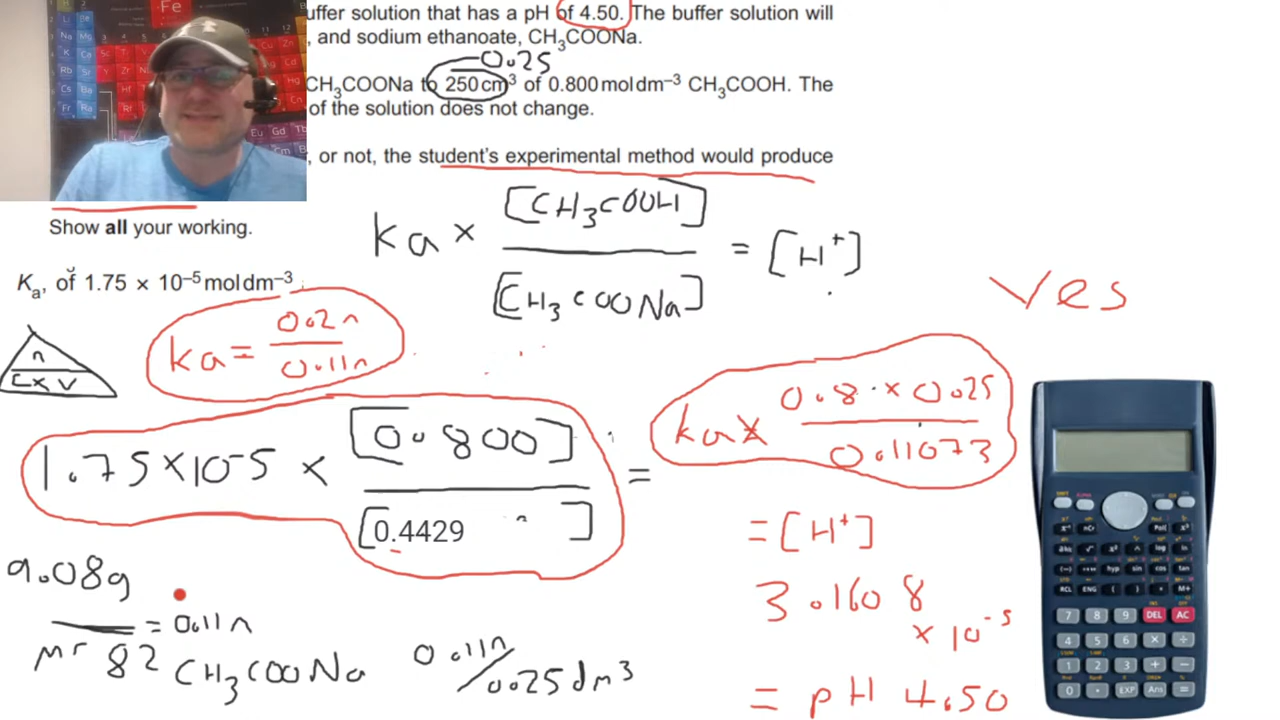 uffer solution that has a pH of 4.50. The buffer solution will
, and sodium ethanoate, CH₃COONa.
0.25
CH₃COONa to 250 cm³ of 0.800 mol dm⁻³ CH₃COOH. The
of the solution does not change.
, or not, the student's experimental method would produce
Show all your working.
Ka × [CH₃COOH] / [CH₃COONa] = [H⁺]
Kₐ, of 1.75 × 10⁻⁵ mol dm⁻³
Yes
ka = 0.2n / 0.11n
n
C × V
1.75×10-5 × [0.800] / [0.4429] =
ka × 0.8 × 0.25 / 0.11073
= [H⁺]
9.08g / mr 82 = 0.11n
CH₃COONa
0.11n / 0.025 dm³
3.1608 × 10⁻⁵
= pH 4.50